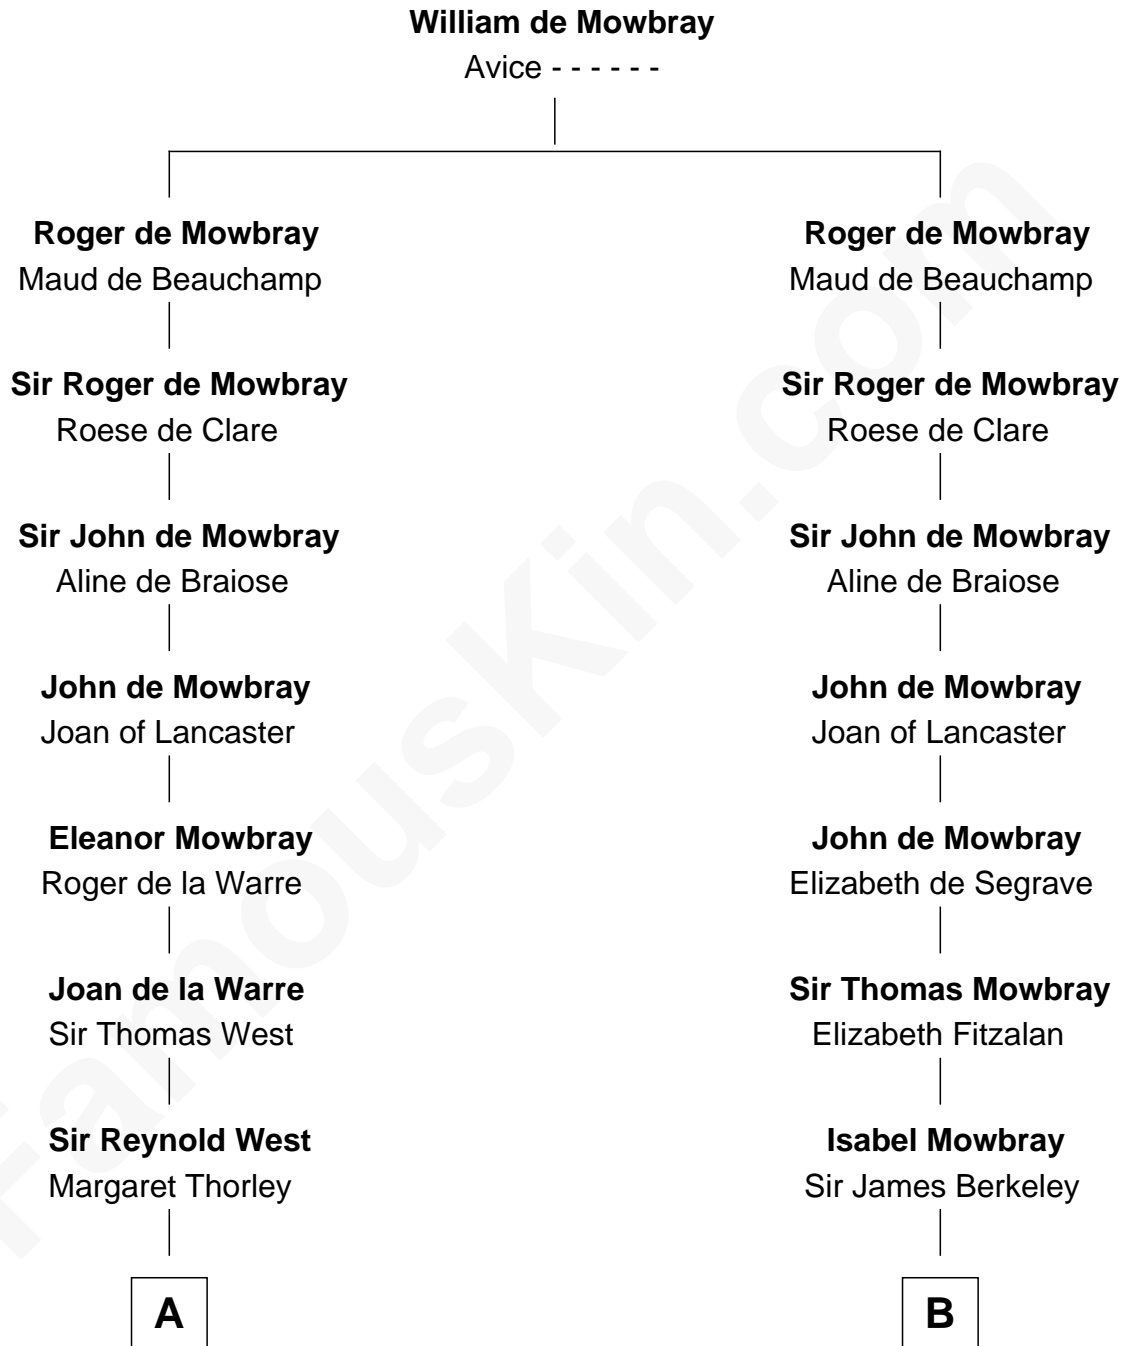 William de Mowbray
Avice - - - - - -
Roger de Mowbray
Maud de Beauchamp
Sir Roger de Mowbray
Roese de Clare
Sir John de Mowbray
Aline de Braiose
John de Mowbray
Joan of Lancaster
Eleanor Mowbray
Roger de la Warre
Joan de la Warre
Sir Thomas West
Sir Reynold West
Margaret Thorley
A
Roger de Mowbray
Maud de Beauchamp
Sir Roger de Mowbray
Roese de Clare
Sir John de Mowbray
Aline de Braiose
John de Mowbray
Joan of Lancaster
John de Mowbray
Elizabeth de Segrave
Sir Thomas Mowbray
Elizabeth Fitzalan
Isabel Mowbray
Sir James Berkeley
B
FamousKin.com